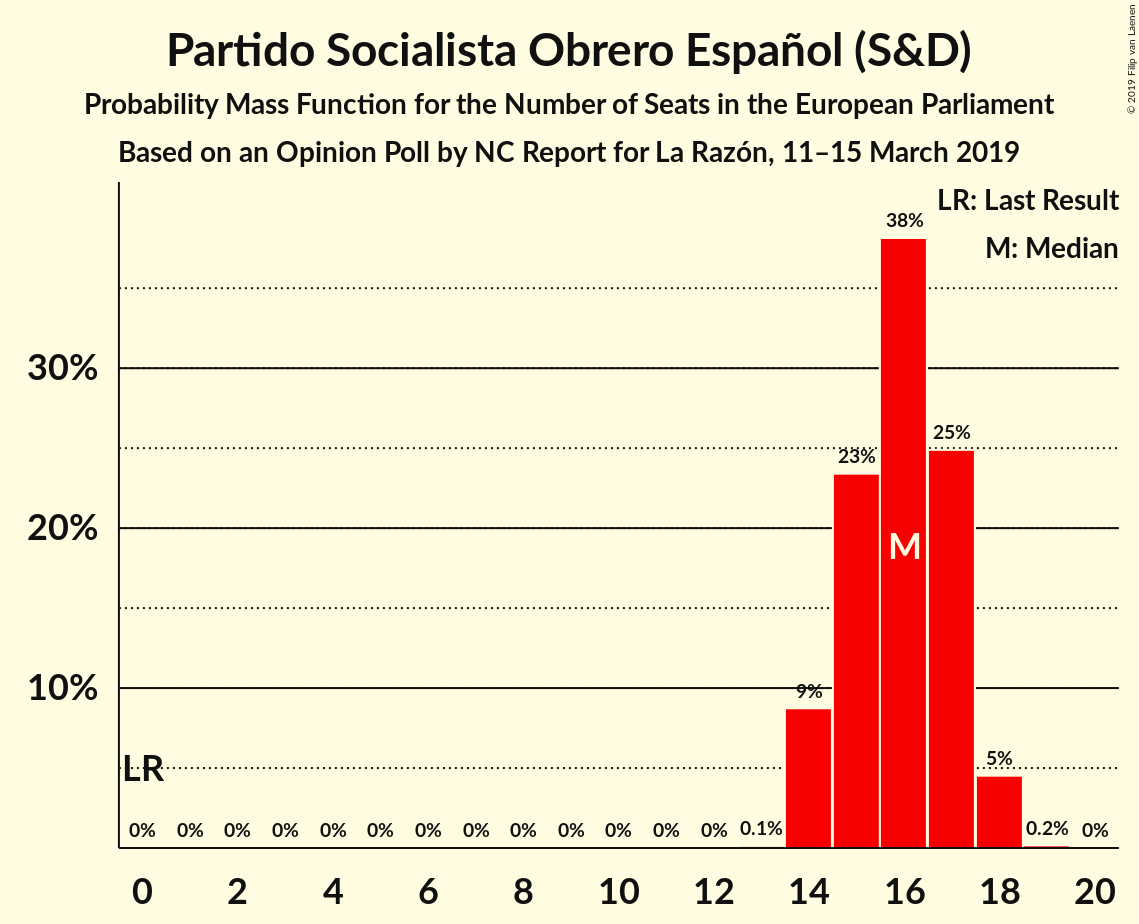 Partido Socialista Obrero Español (S&D)
Probability Mass Function for the Number of Seats in the European Parliament
Based on an Opinion Poll by NC Report for La Razón, 11–15 March 2019
© 2019 Filip van Laenen
LR: Last Result
M: Median
38%
30%
25%
23%
20%
M
10%
9%
5%
LR
0% 0% 0% 0% 0% 0% 0% 0% 0% 0% 0% 0% 0% 0.1% 0.2% 0%
0 2 4 6 8 10 12 14 16 18 20